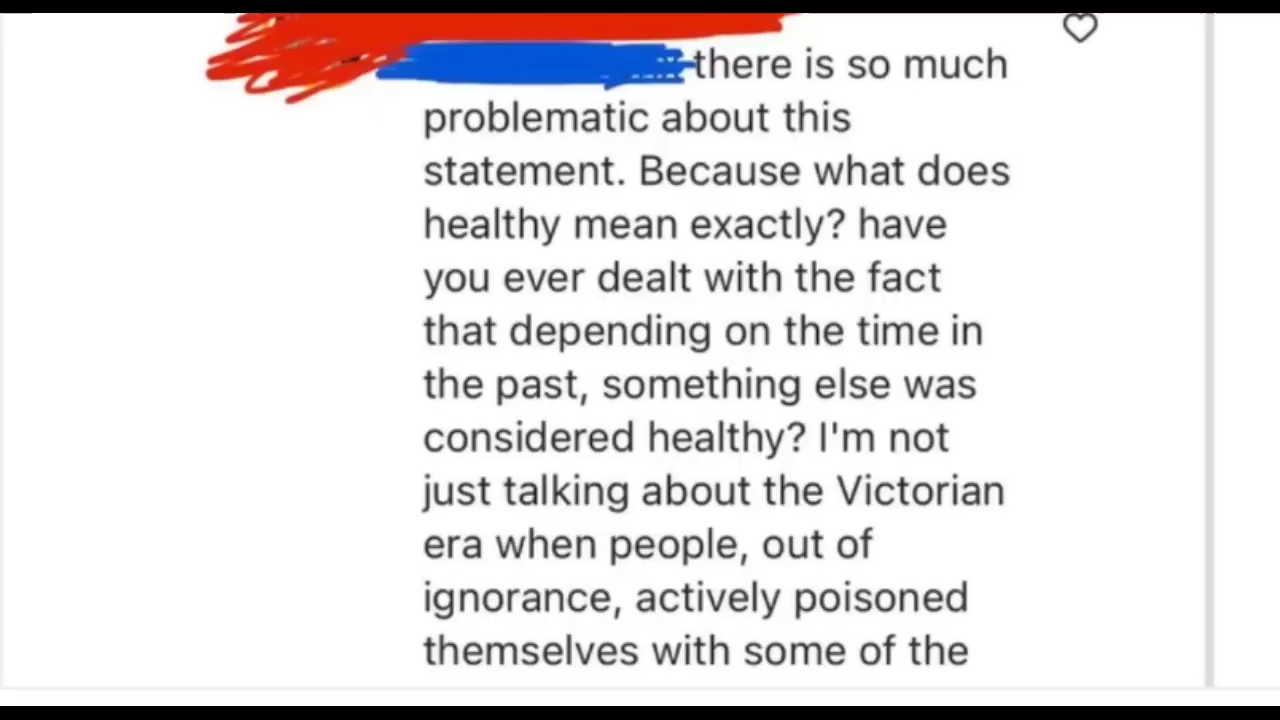 there is so much
problematic about this
statement. Because what does
healthy mean exactly? have
you ever dealt with the fact
that depending on the time in
the past, something else was
considered healthy? I'm not
just talking about the Victorian
era when people, out of
ignorance, actively poisoned
themselves with some of the